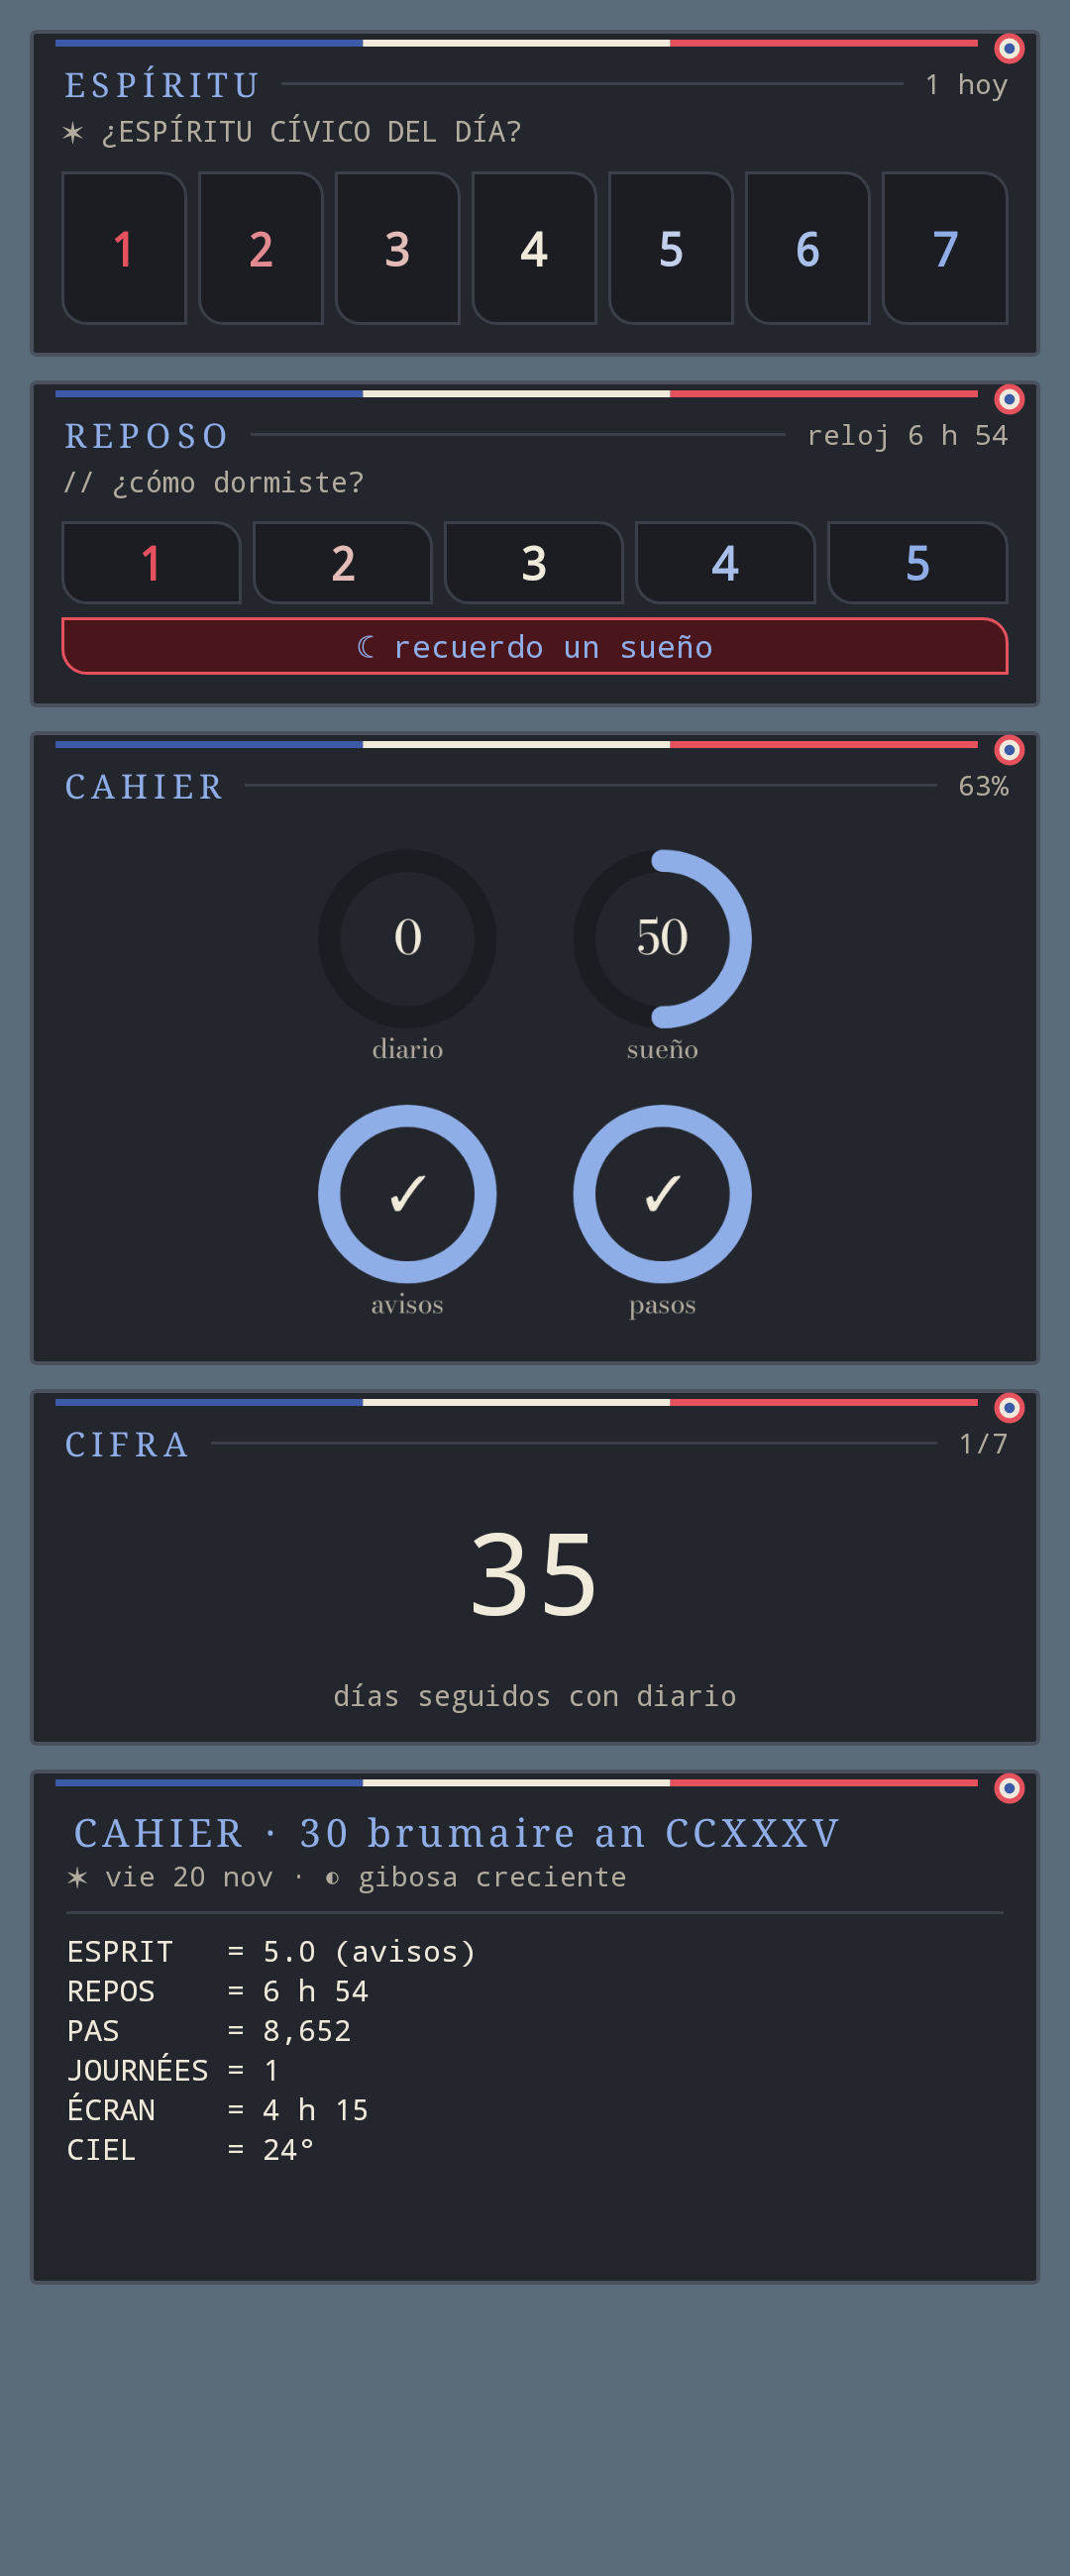 ESPÍRITU 1 hoy
✶ ¿ESPÍRITU CÍVICO DEL DÍA?
1 2 3 4 5 6 7
REPOSO reloj 6 h 54
// ¿cómo dormiste?
1 2 3 4 5
☾ recuerdo un sueño
CAHIER 63%
0 50
diario sueño
✓ ✓
avisos pasos
CIFRA 1/7
35
días seguidos con diario
CAHIER · 30 brumaire an CCXXXV
✶ vie 20 nov · ◐ gibosa creciente
ESPRIT = 5.0 (avisos)
REPOS = 6 h 54
PAS = 8,652
JOURNÉES = 1
ÉCRAN = 4 h 15
CIEL = 24°